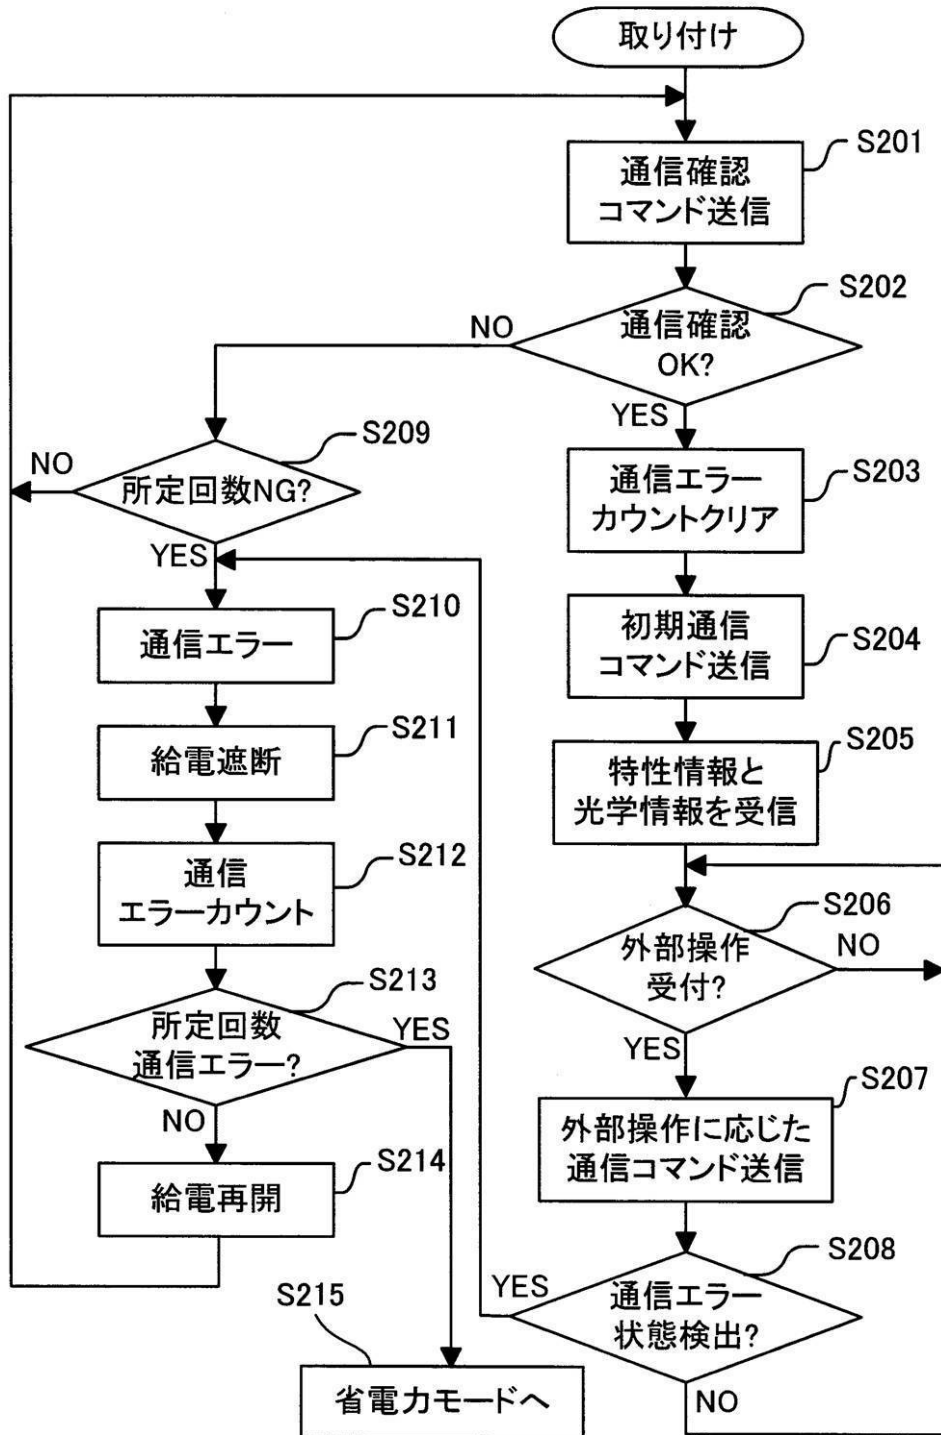 取り付け
S201
通信確認
コマンド送信
S202
通信確認
OK?
NO
YES
S209
所定回数NG?
NO
YES
S203
通信エラー
カウントクリア
S210
通信エラー
S204
初期通信
コマンド送信
S211
給電遮断
S205
特性情報と
光学情報を受信
S212
通信
エラーカウント
S206
外部操作
受付?
NO
YES
S213
所定回数
通信エラー?
YES
NO
S207
外部操作に応じた
通信コマンド送信
S214
給電再開
S208
通信エラー
状態検出?
YES
NO
S215
省電力モードへ